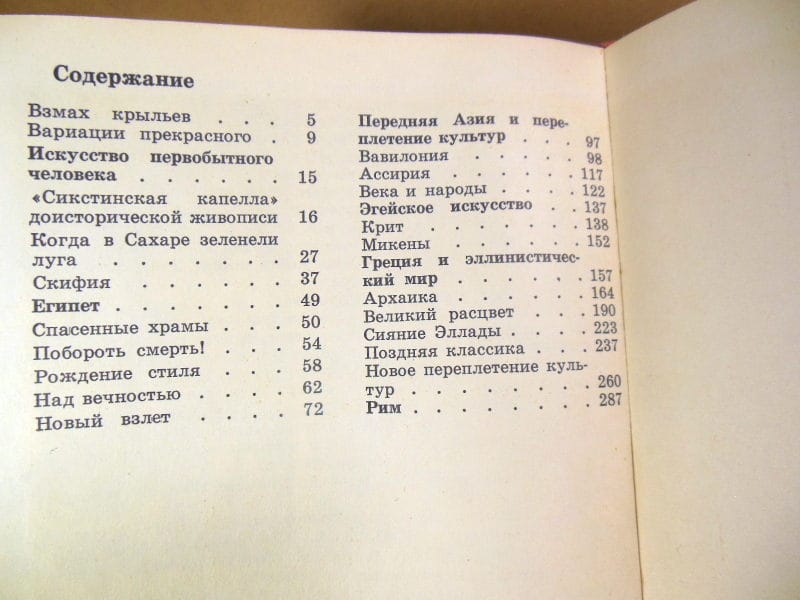 Содержание
Взмах крыльев . . . 5
Вариации прекрасного . 9
Искусство первобытного
человека . . . . . . 15
«Сикстинская капелла»
доисторической живописи 16
Когда в Сахаре зеленели
луга . . . . . . . 27
Скифия . . . . . . 37
Египет . . . . . . . 49
Спасенные храмы . . . 50
Побороть смерть! . . . 54
Рождение стиля . . . 58
Над вечностью . . . . 62
Новый взлет . . . . 72
Передняя Азия и пере-
плетение культур . . . 97
Вавилония . . . . . 98
Ассирия . . . . . . 117
Века и народы . . . . 122
Эгейское искусство . . 137
Крит . . . . . . . 138
Микены . . . . . . 152
Греция и эллинистичес-
кий мир . . . . . . 157
Архаика . . . . . . 164
Великий расцвет . . . 190
Сияние Эллады . . . . 223
Поздняя классика . . . 237
Новое переплетение куль-
тур . . . . . . . . 260
Рим . . . . . . . . 287